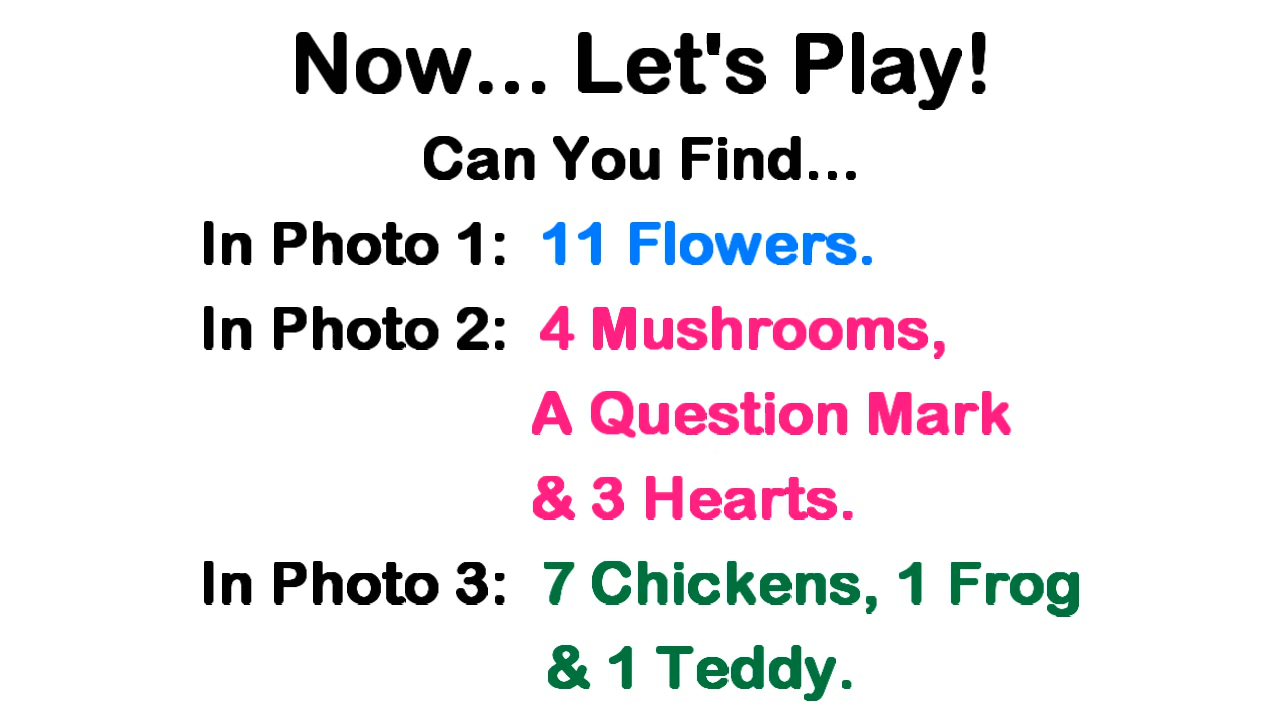 Now... Let's Play!
Can You Find...
In Photo 1: 11 Flowers.
In Photo 2: 4 Mushrooms,
A Question Mark
& 3 Hearts.
In Photo 3: 7 Chickens, 1 Frog
& 1 Teddy.